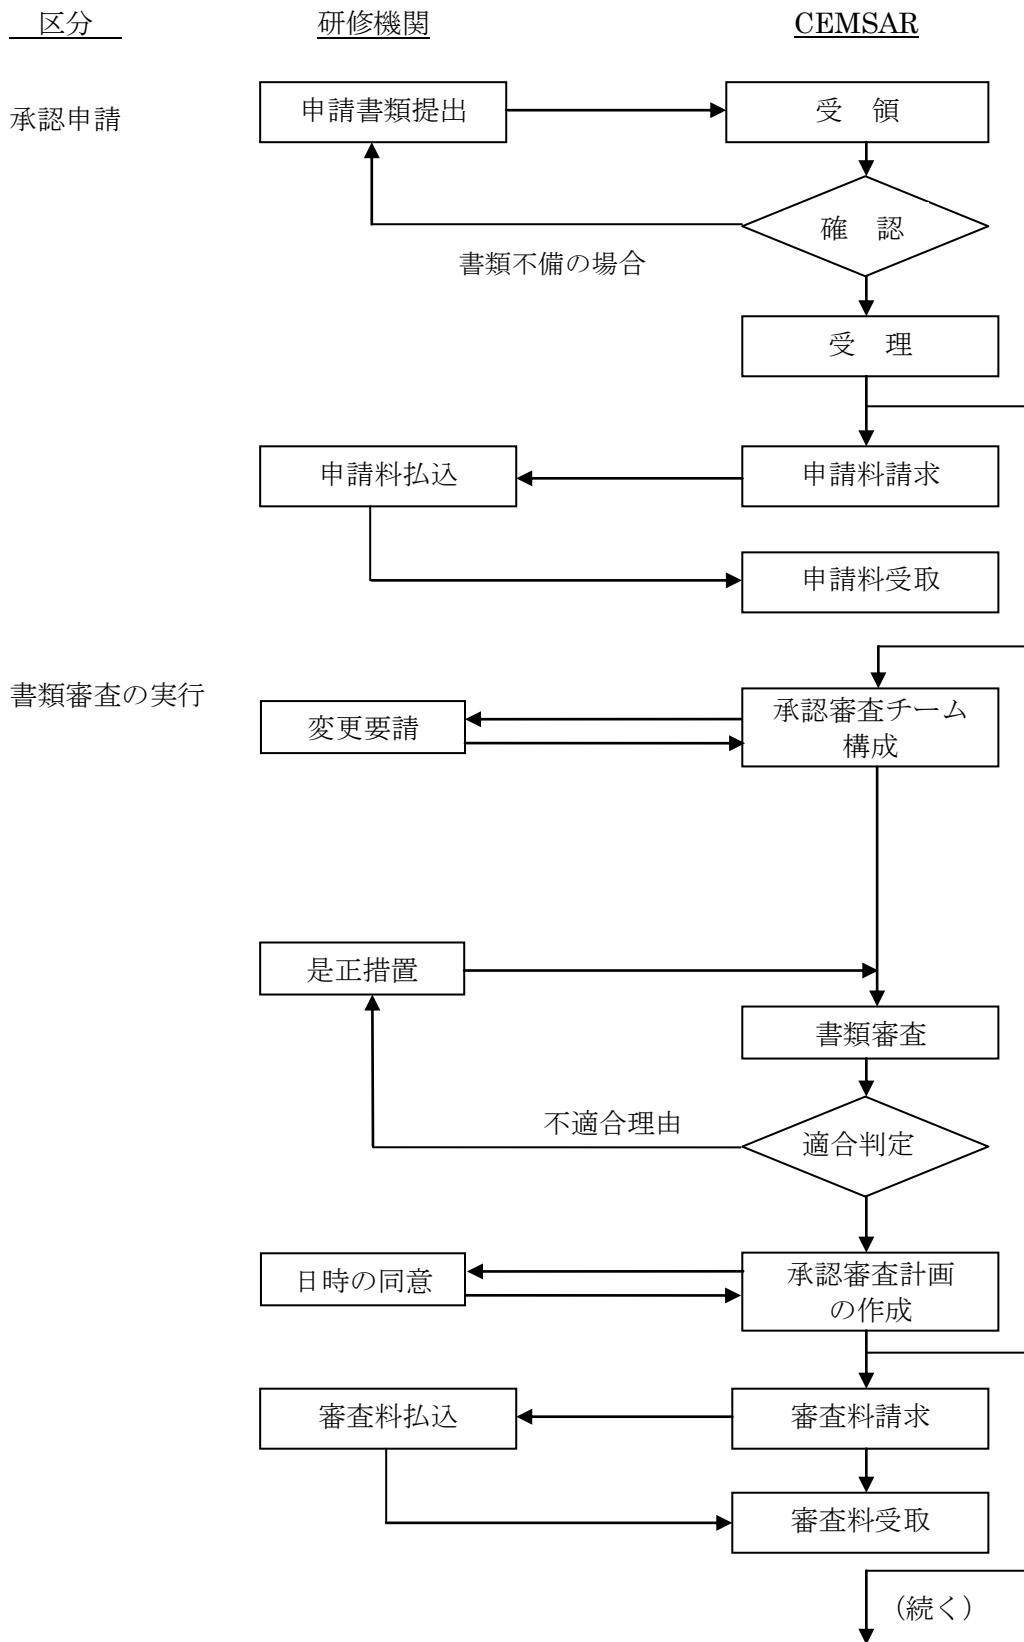 区分 研修機関 CEMSAR
承認申請
申請書類提出 受 領
確 認
書類不備の場合
受 理
申請料払込 申請料請求
申請料受取
書類審査の実行
変更要請
承認審査チーム
構成
是正措置
書類審査
不適合理由
適合判定
日時の同意
承認審査計画
の作成
審査料払込 審査料請求
審査料受取
(続く)